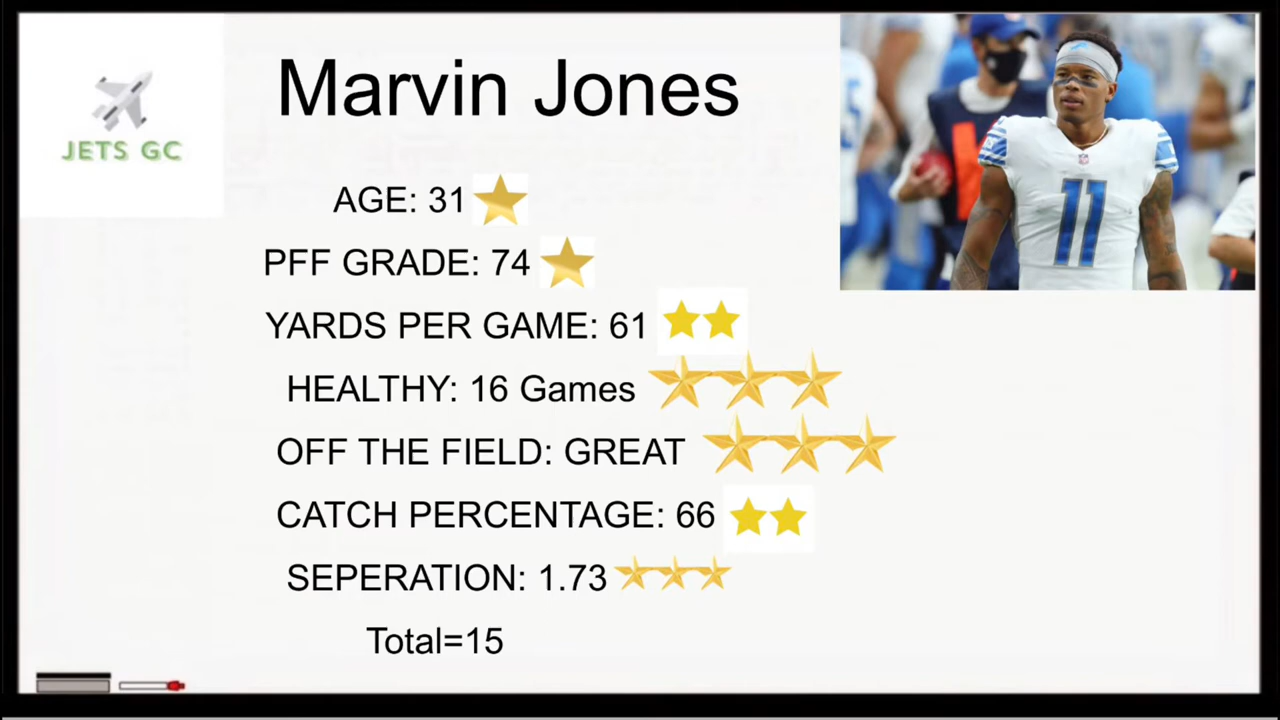 JETS GC
Marvin Jones
AGE: 31
PFF GRADE: 74
YARDS PER GAME: 61
HEALTHY: 16 Games
OFF THE FIELD: GREAT
CATCH PERCENTAGE: 66
SEPERATION: 1.73
Total=15
11